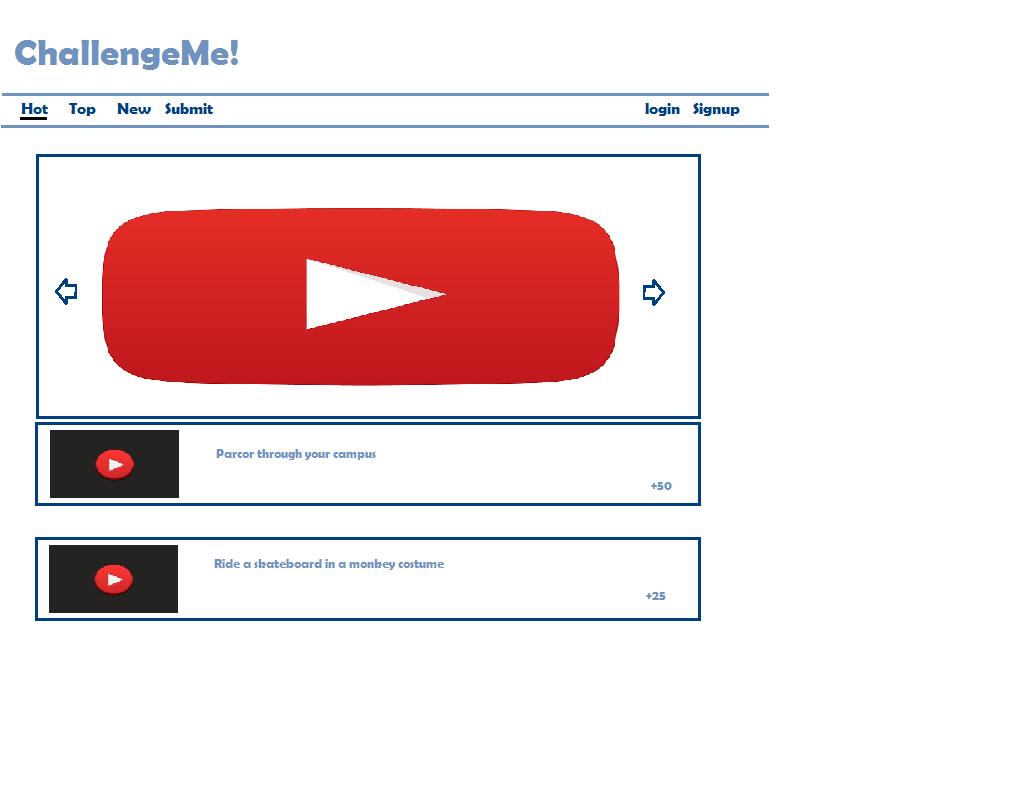 ChallengeMe!
Hot Top New Submit login Signup
Parcor through your campus
+50
Ride a skateboard in a monkey costume
+25